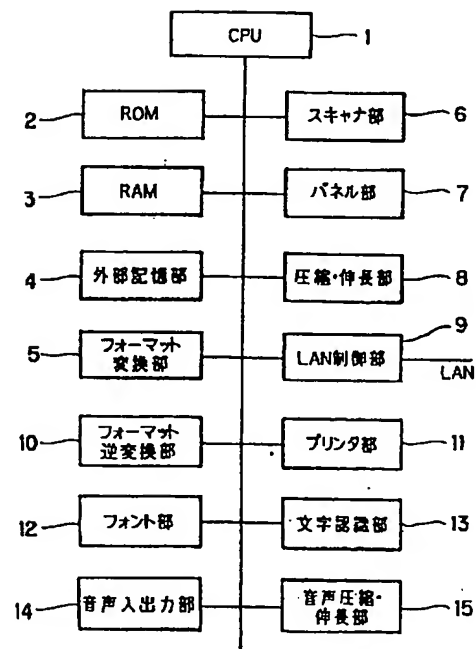 CPU
1
2
ROM
スキャナ部
6
3
RAM
パネル部
7
4
外部記憶部
圧縮・伸長部
8
5
フォーマット
変換部
LAN制御部
9
LAN
10
フォーマット
逆変換部
プリンタ部
11
12
フォント部
文字認識部
13
14
音声入出力部
音声圧縮・
伸長部
15